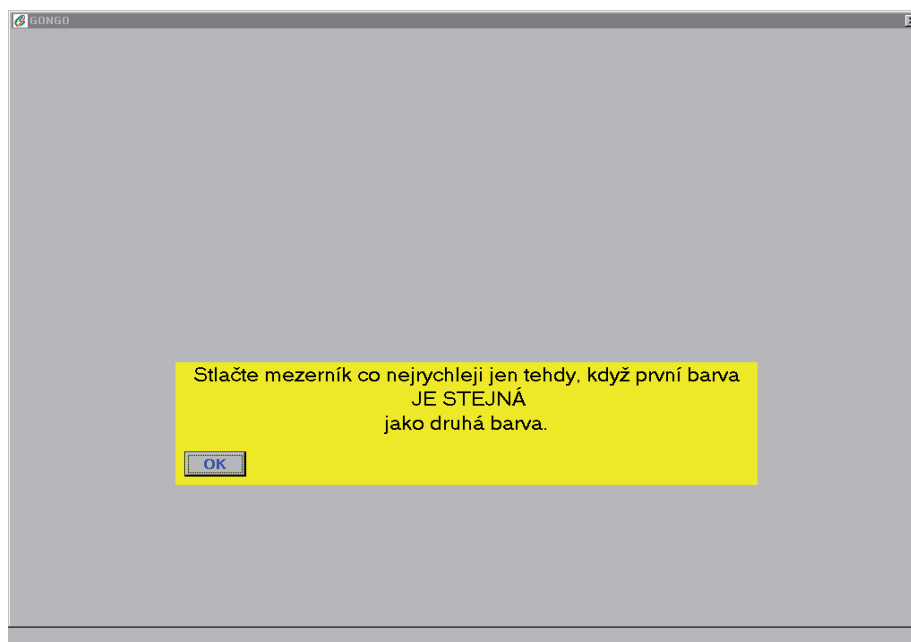 GONGO
Stlačte mezerník co nejrychleji jen tehdy, když první barva
JE STEJNÁ
jako druhá barva.
OK